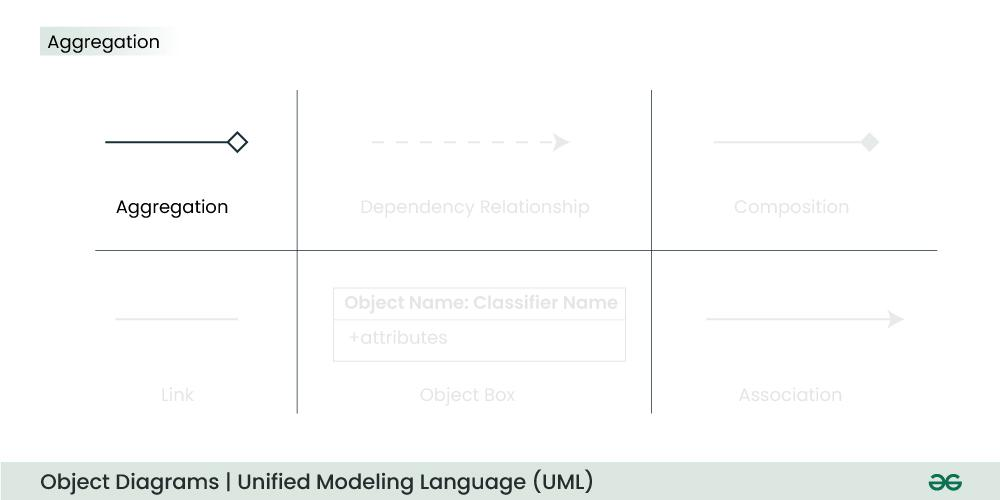 Aggregation
Aggregation
Dependency Relationship
Composition
Object Name: Classifier Name
+attributes
Link
Object Box
Association
Object Diagrams | Unified Modeling Language (UML)